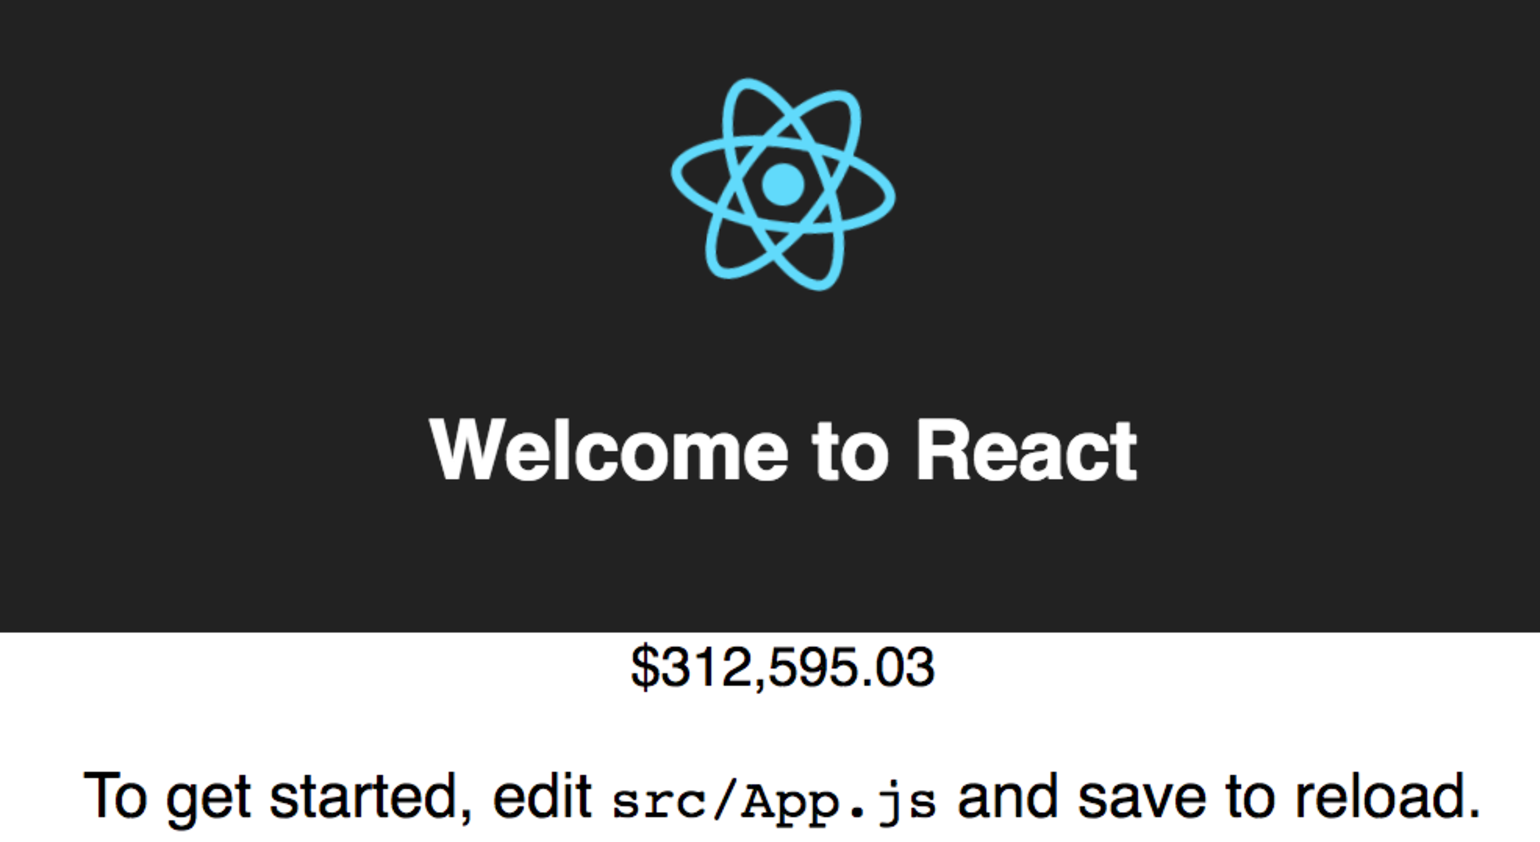 Welcome to React
$312,595.03
To get started, edit src/App.js and save to reload.